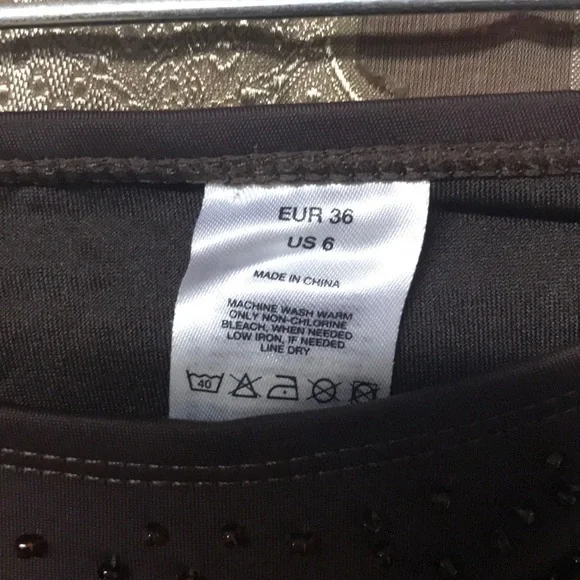 EUR 36
US 6
MADE IN CHINA
MACHINE WASH WARM
ONLY NON-CHLORINE
BLEACH, WHEN NEEDED
LOW IRON, IF NEEDED
LINE DRY
40